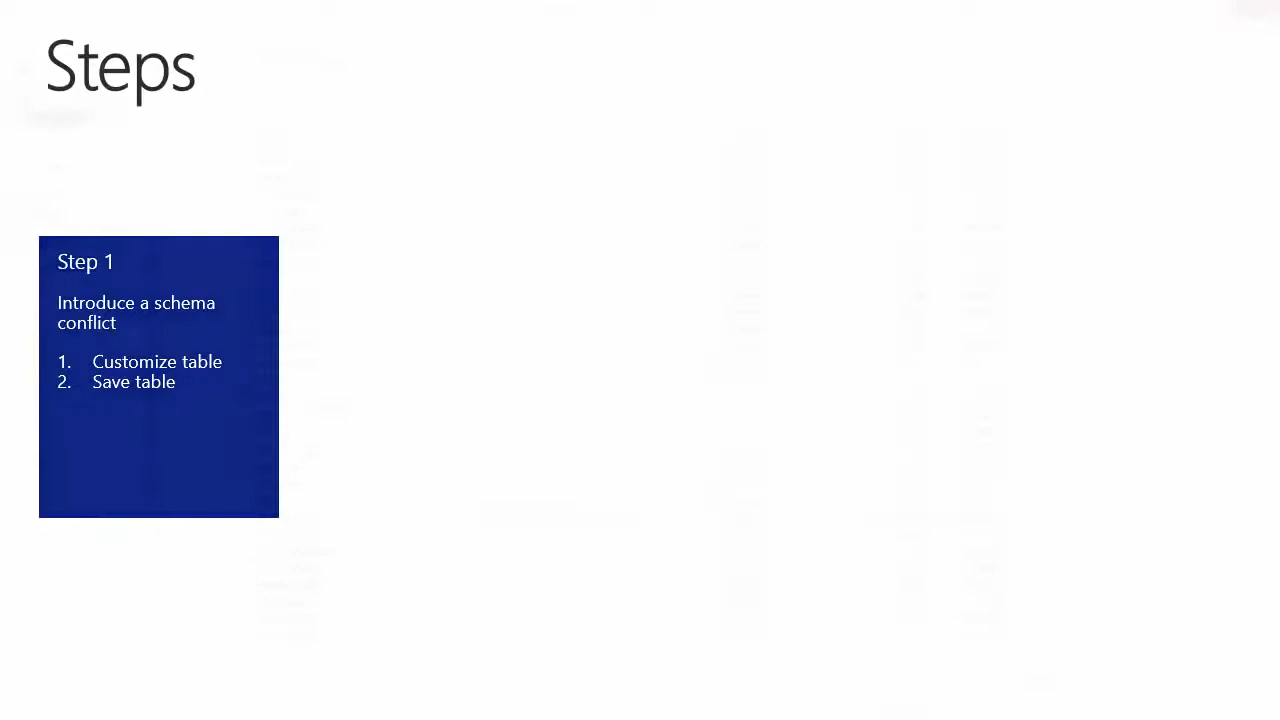 Steps
Step 1
Introduce a schema
conflict
1. Customize table
2. Save table